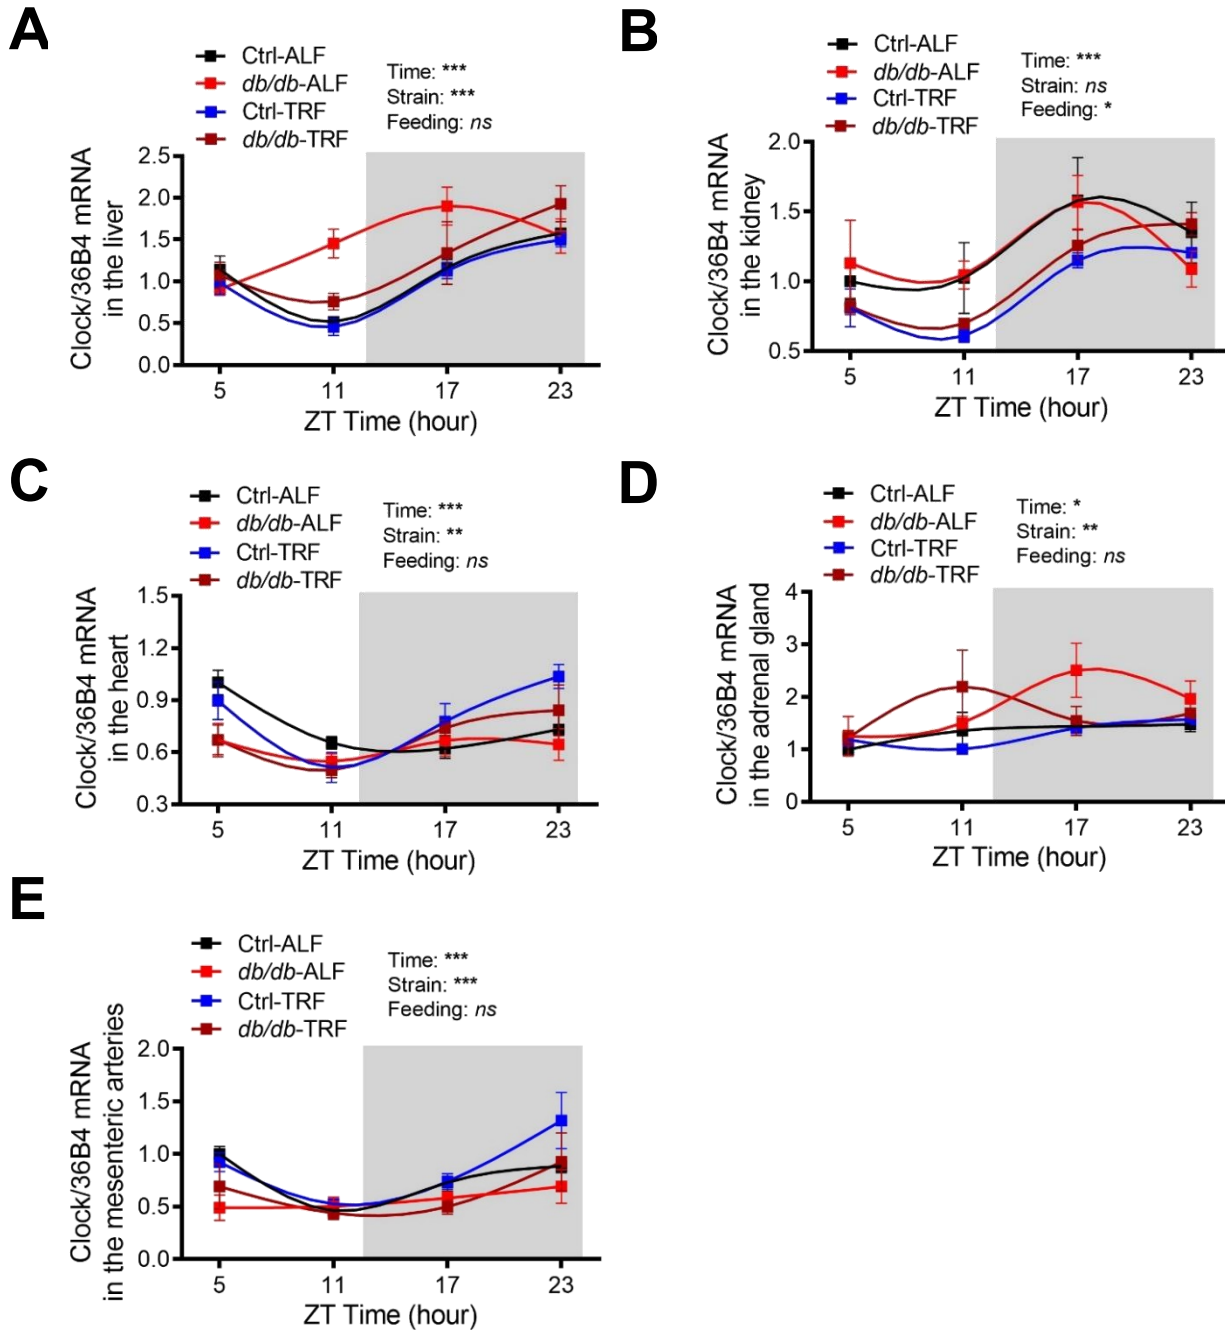 A
Ctrl-ALF
db/db-ALF
Ctrl-TRF
db/db-TRF
Time: ***
Strain: ***
Feeding: ns
Clock/36B4 mRNA
in the liver
2.5
2.0
1.5
1.0
0.5
0.0
5 11 17 23
ZT Time (hour)
B
Ctrl-ALF
db/db-ALF
Ctrl-TRF
db/db-TRF
Time: ***
Strain: ns
Feeding: *
Clock/36B4 mRNA
in the kidney
2.0
1.5
1.0
0.5
5 11 17 23
ZT Time (hour)
C
Ctrl-ALF
db/db-ALF
Ctrl-TRF
db/db-TRF
Time: ***
Strain: **
Feeding: ns
Clock/36B4 mRNA
in the heart
1.5
1.2
0.9
0.6
0.3
5 11 17 23
ZT Time (hour)
D
Ctrl-ALF
db/db-ALF
Ctrl-TRF
db/db-TRF
Time: *
Strain: **
Feeding: ns
Clock/36B4 mRNA
in the adrenal gland
4
3
2
1
0
5 11 17 23
ZT Time (hour)
E
Ctrl-ALF
db/db-ALF
Ctrl-TRF
db/db-TRF
Time: ***
Strain: ***
Feeding: ns
Clock/36B4 mRNA
in the mesenteric arteries
2.0
1.5
1.0
0.5
0.0
5 11 17 23
ZT Time (hour)